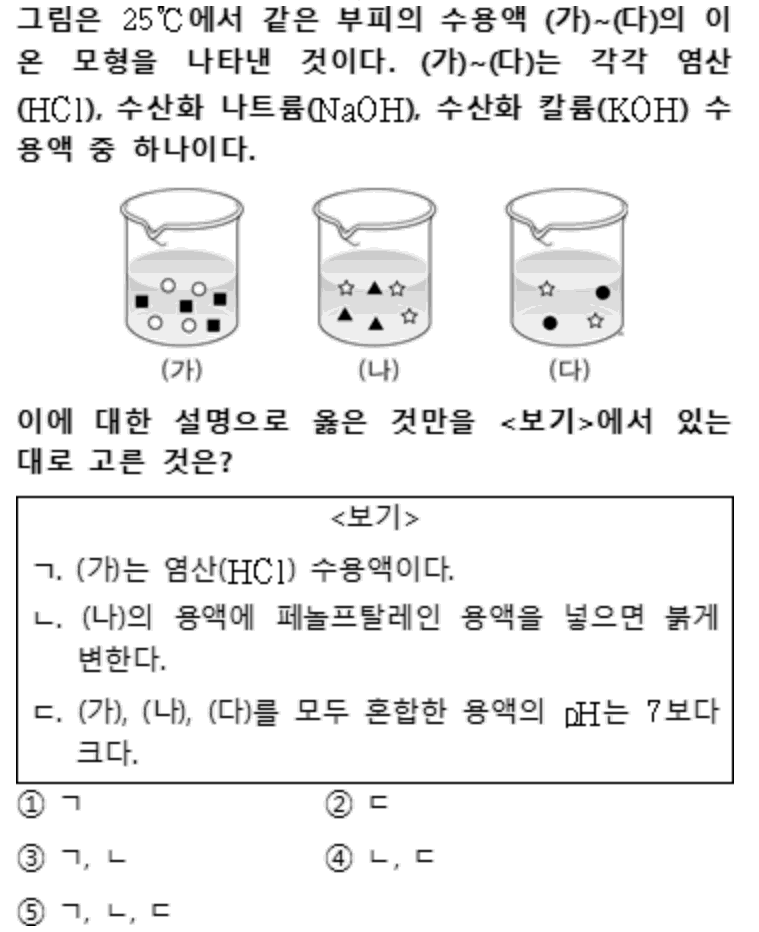 그림은 25℃에서 같은 부피의 수용액 (가)~(다)의 이
온 모형을 나타낸 것이다. (가)~(다)는 각각 염산
(HCl), 수산화 나트륨(NaOH), 수산화 칼륨(KOH) 수
용액 중 하나이다.
(가) (나) (다)
이에 대한 설명으로 옳은 것만을 <보기>에서 있는
대로 고른 것은?
<보기>
ㄱ. (가)는 염산(HCl) 수용액이다.
ㄴ. (나)의 용액에 페놀프탈레인 용액을 넣으면 붉게
변한다.
ㄷ. (가), (나), (다)를 모두 혼합한 용액의 pH는 7보다
크다.
① ㄱ ② ㄷ
③ ㄱ, ㄴ ④ ㄴ, ㄷ
⑤ ㄱ, ㄴ, ㄷ